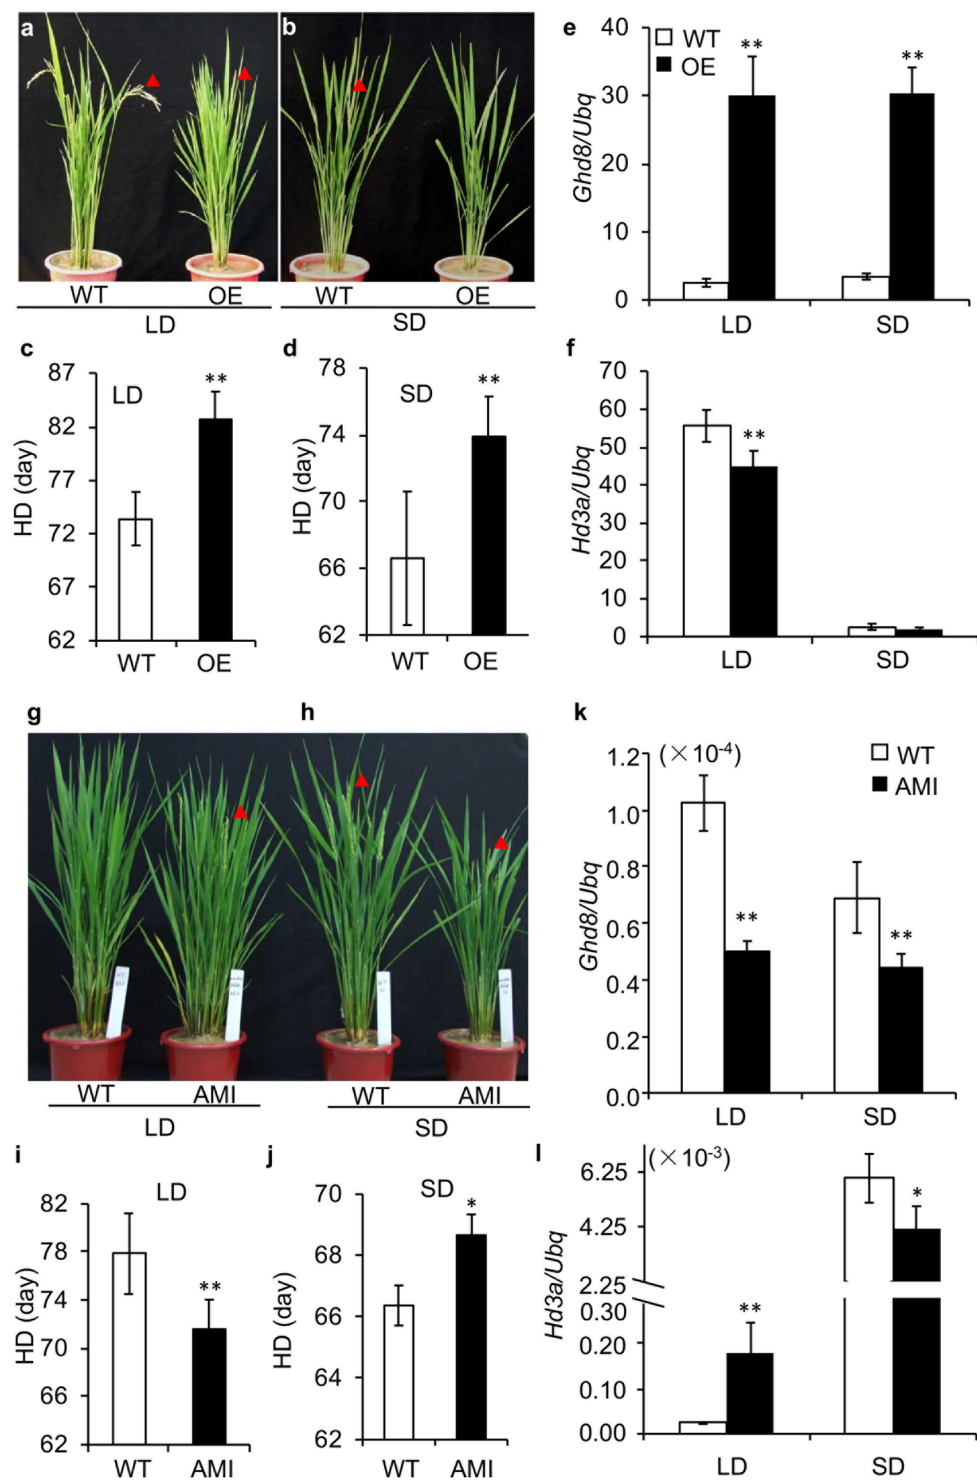 a
b
WT
OE
WT
OE
LD
SD
e
WT
OE
40
30
20
10
0
**
**
Ghd8/Ubq
LD
SD
c
87
82
77
72
67
62
LD
**
HD (day)
WT
OE
d
78
74
70
66
62
SD
**
HD (day)
WT
OE
f
70
60
50
40
30
20
10
0
**
Hd3a/Ubq
LD
SD
g
h
WT
AMI
WT
AMI
LD
SD
k
1.2
1.0
0.8
0.6
0.4
0.2
0.0
(×10-4)
WT
AMI
**
**
Ghd8/Ubq
LD
SD
i
82
78
74
70
66
62
LD
**
HD (day)
WT
AMI
j
70
68
66
64
62
SD
*
HD (day)
WT
AMI
l
6.25
4.25
2.25
0.30
0.20
0.10
0.00
(×10-3)
**
*
Hd3a/Ubq
LD
SD